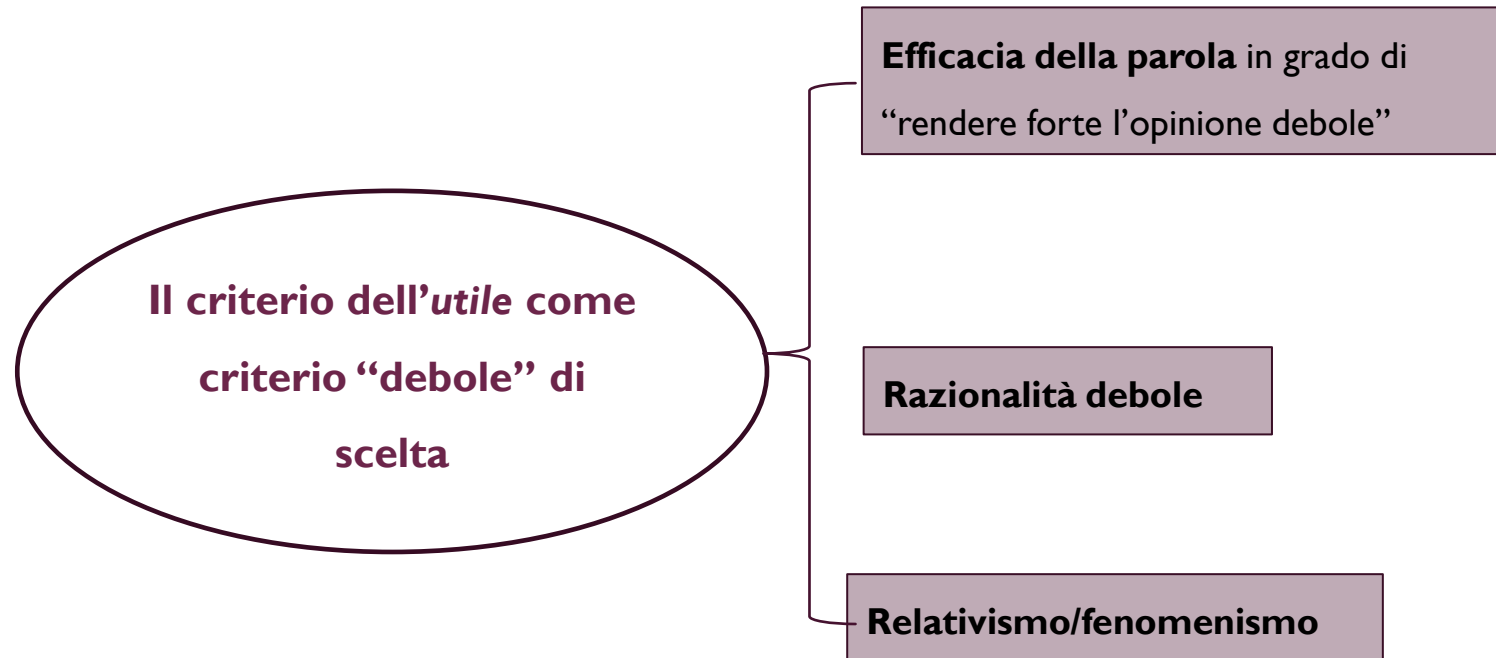 Efficacia della parola in grado di
“rendere forte l’opinione debole”
Il criterio dell’utile come
criterio “debole” di
scelta
Razionalità debole
Relativismo/fenomenismo